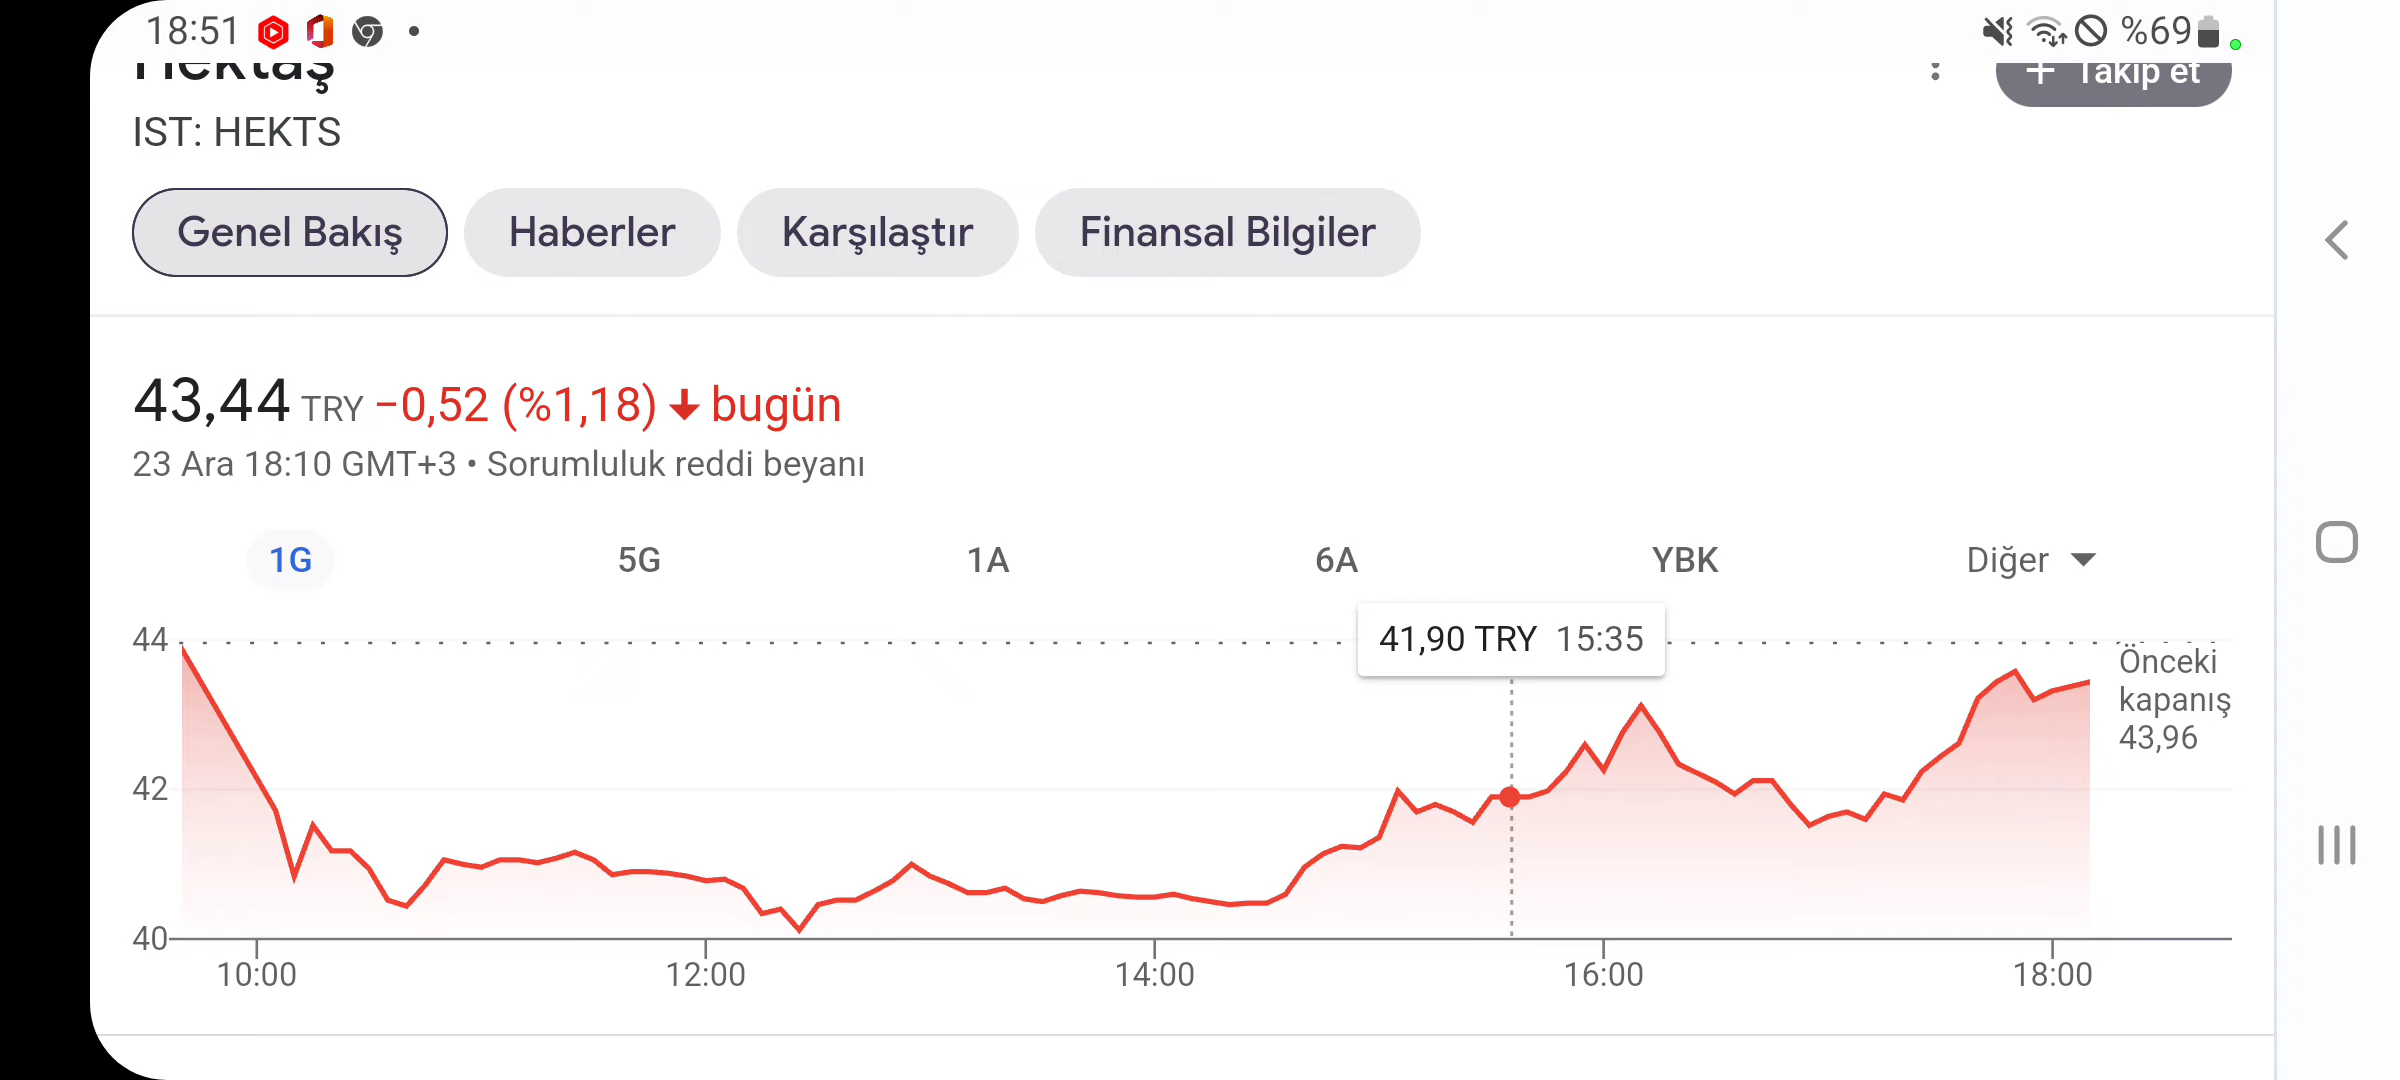 18:51
%69
Hektaş
+ Takip et
IST: HEKTS
Genel Bakış
Haberler
Karşılaştır
Finansal Bilgiler
43,44 TRY −0,52 (%1,18) ↓ bugün
23 Ara 18:10 GMT+3 • Sorumluluk reddi beyanı
1G
5G
1A
6A
YBK
Diğer
41,90 TRY 15:35
44
42
40
Önceki
kapanış
43,96
10:00
12:00
14:00
16:00
18:00